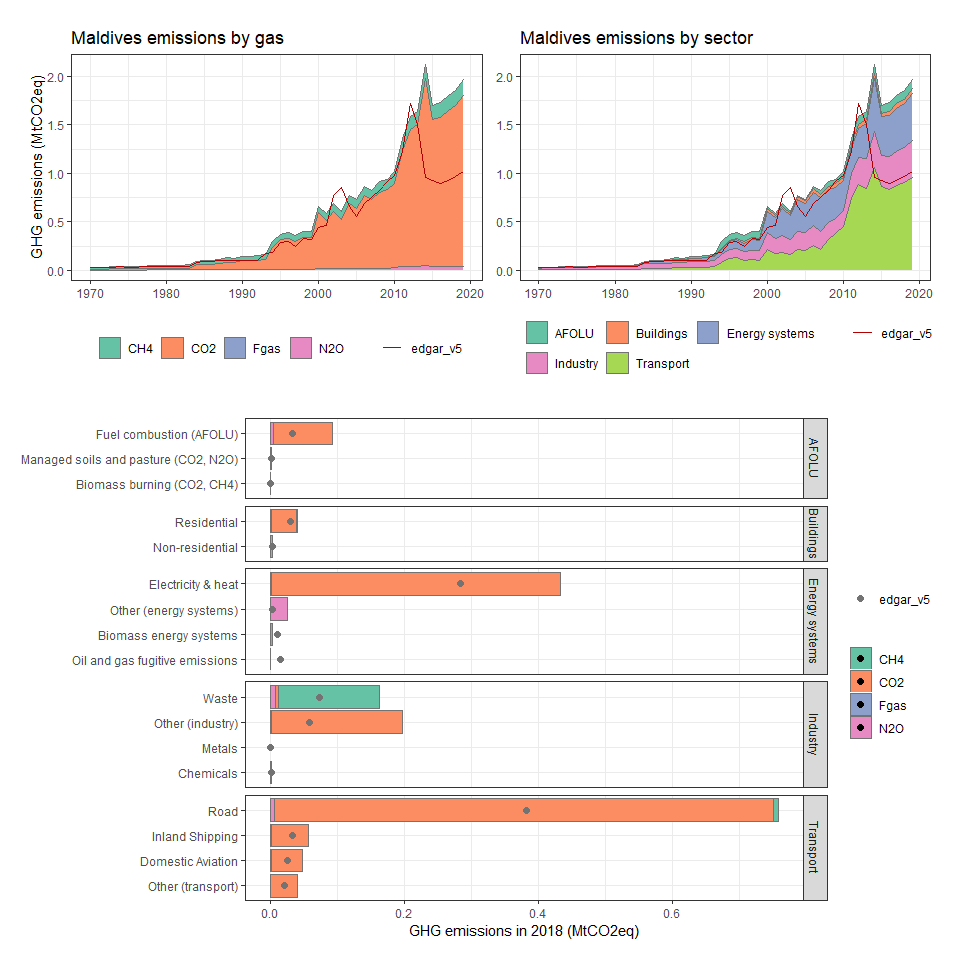 Maldives emissions by gas
Maldives emissions by sector
GHG emissions (MtCO2eq)
2.0
1.5
1.0
0.5
0.0
1970 1980 1990 2000 2010 2020
2.0
1.5
1.0
0.5
0.0
1970 1980 1990 2000 2010 2020
CH4 CO2 Fgas N2O edgar_v5
AFOLU Buildings Energy systems edgar_v5
Industry Transport
Fuel combustion (AFOLU)
Managed soils and pasture (CO2, N2O)
Biomass burning (CO2, CH4)
AFOLU
Residential
Non-residential
Buildings
Electricity & heat
Other (energy systems)
Biomass energy systems
Oil and gas fugitive emissions
Energy systems
Waste
Other (industry)
Metals
Chemicals
Industry
Road
Inland Shipping
Domestic Aviation
Other (transport)
Transport
0.0 0.2 0.4 0.6
GHG emissions in 2018 (MtCO2eq)
edgar_v5
CH4
CO2
Fgas
N2O